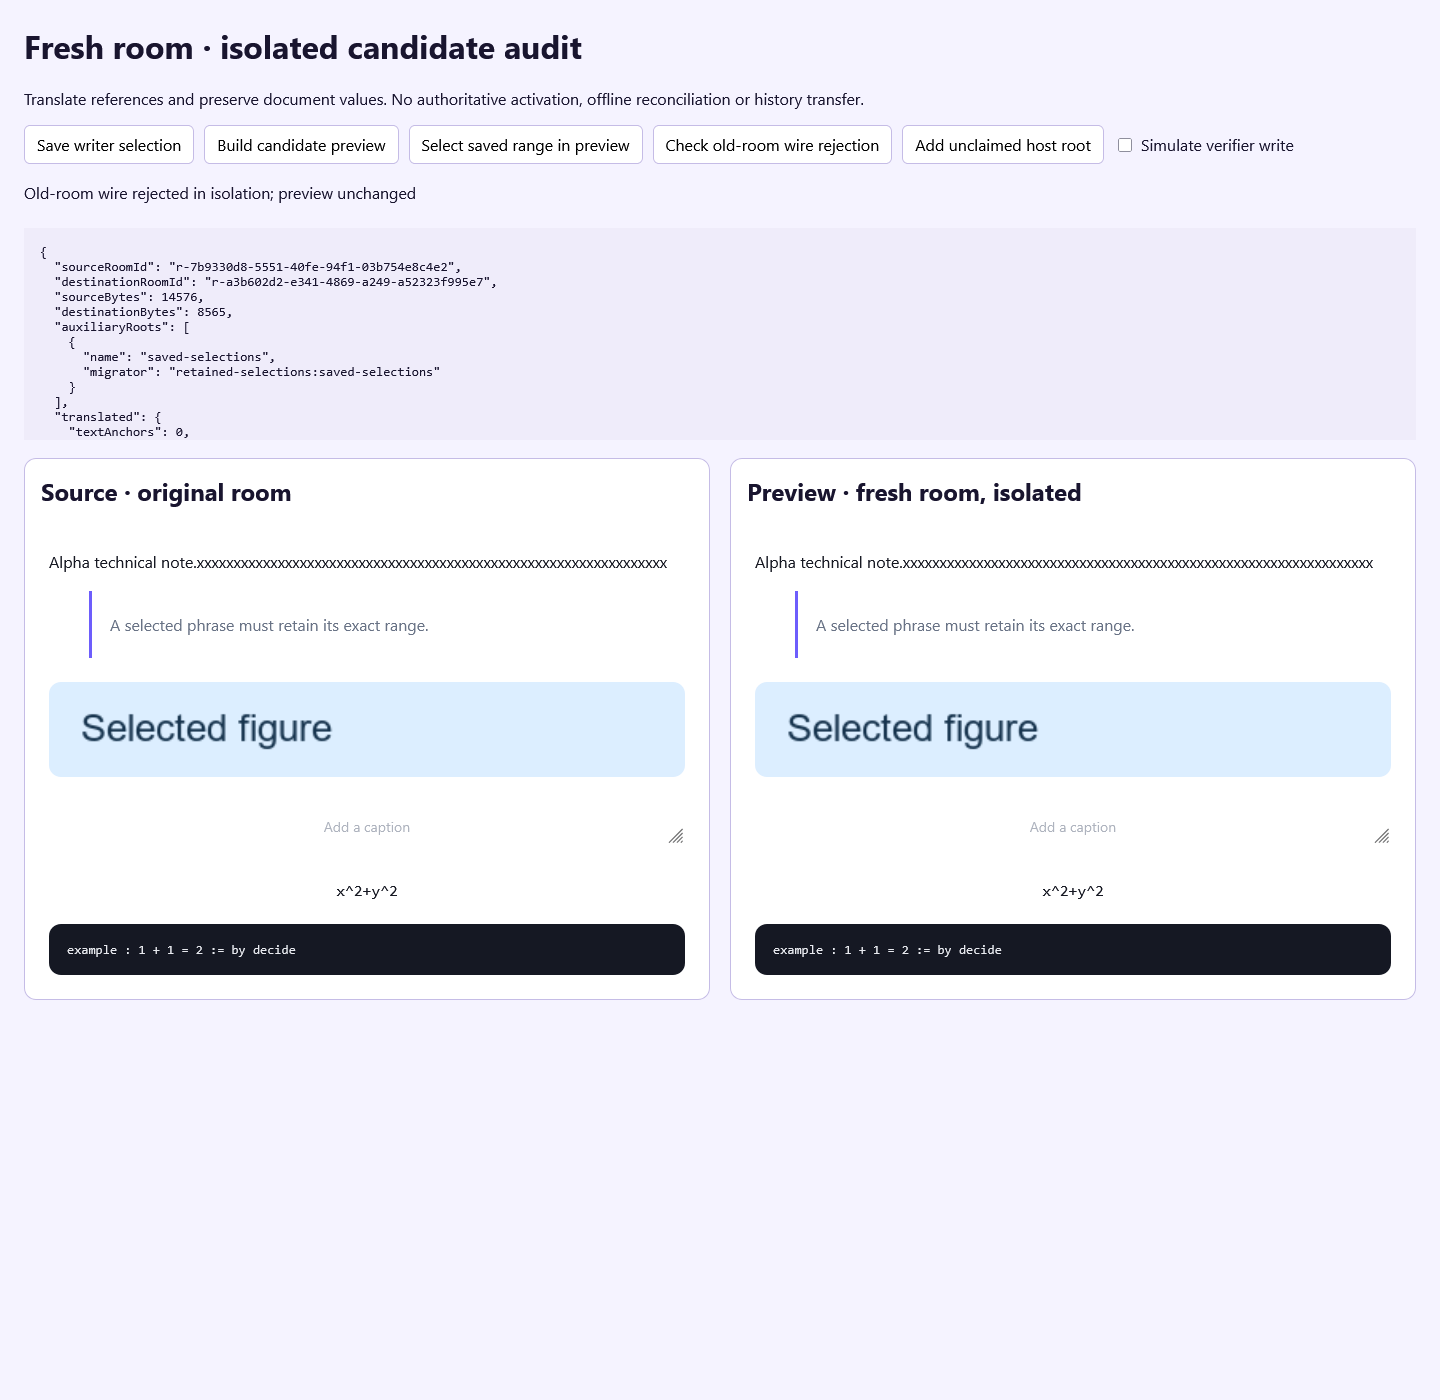 Fresh room · isolated candidate audit
Translate references and preserve document values. No authoritative activation, offline reconciliation or history transfer.
Save writer selection
Build candidate preview
Select saved range in preview
Check old-room wire rejection
Add unclaimed host root
Simulate verifier write
Old-room wire rejected in isolation; preview unchanged
{
"sourceRoomId": "r-7b9330d8-5551-40fe-94f1-03b754e8c4e2",
"destinationRoomId": "r-a3b602d2-e341-4869-a249-a52323f995e7",
"sourceBytes": 14576,
"destinationBytes": 8565,
"auxiliaryRoots": [
{
"name": "saved-selections",
"migrator": "retained-selections:saved-selections"
}
],
"translated": {
"textAnchors": 0,
Source · original room
Alpha technical note.
A selected phrase must retain its exact range.
Selected figure
Add a caption
x^2+y^2
example : 1 + 1 = 2 := by decide
Preview · fresh room, isolated
Alpha technical note.
A selected phrase must retain its exact range.
Selected figure
Add a caption
x^2+y^2
example : 1 + 1 = 2 := by decide